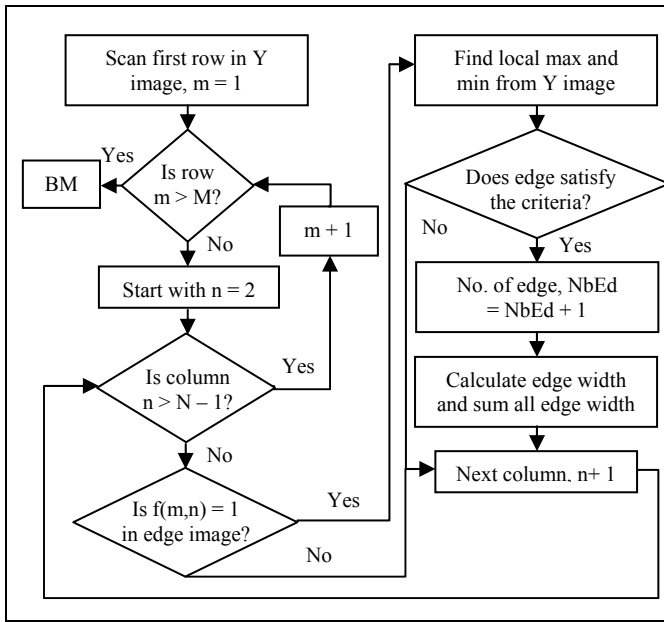 Scan first row in Y
image, m = 1
Yes
BM
Is row
m > M?
No
m + 1
Start with n = 2
Is column
n > N – 1?
Yes
No
Is f(m,n) = 1
in edge image?
Yes
No
Find local max and
min from Y image
Does edge satisfy
the criteria?
No
Yes
No. of edge, NbEd
= NbEd + 1
Calculate edge width
and sum all edge width
Next column, n+ 1